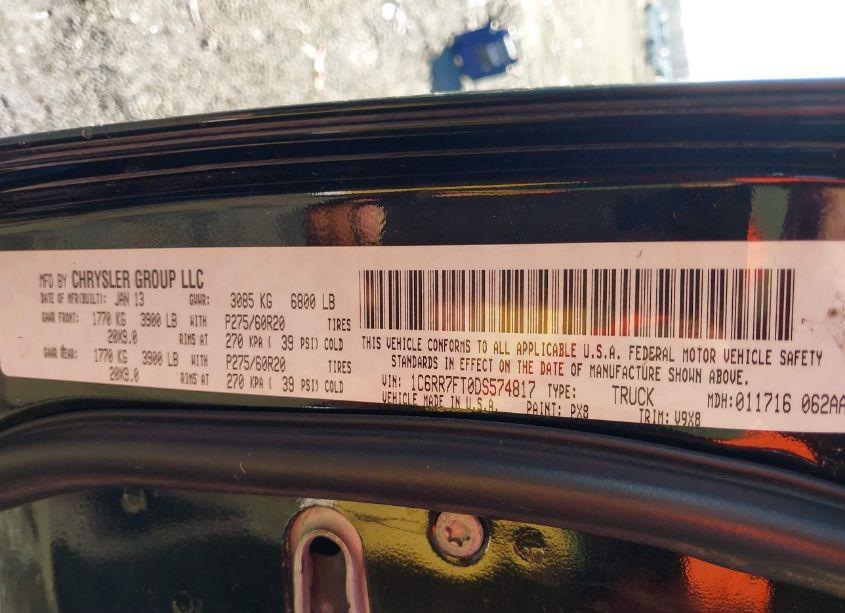 MFD BY CHRYSLER GROUP LLC
DATE OF MFR(BUILT): JAN 13 GVWR: 3085 KG 6800 LB
GAWR FRONT: 1770 KG 3900 LB WITH P275/60R20 TIRES
20X9.0 RIMS AT 270 KPA ( 39 PSI) COLD
GAWR REAR: 1770 KG 3900 LB WITH P275/60R20 TIRES
20X9.0 RIMS AT 270 KPA ( 39 PSI) COLD
THIS VEHICLE CONFORMS TO ALL APPLICABLE U.S.A. FEDERAL MOTOR VEHICLE SAFETY
STANDARDS IN EFFECT ON THE DATE OF MANUFACTURE SHOWN ABOVE.
VIN: 1C6RR7FT0DS574817 TYPE: TRUCK MDH:011716 062AA
VEHICLE MADE IN U.S.A. PAINT: PX8 TRIM: V9X8